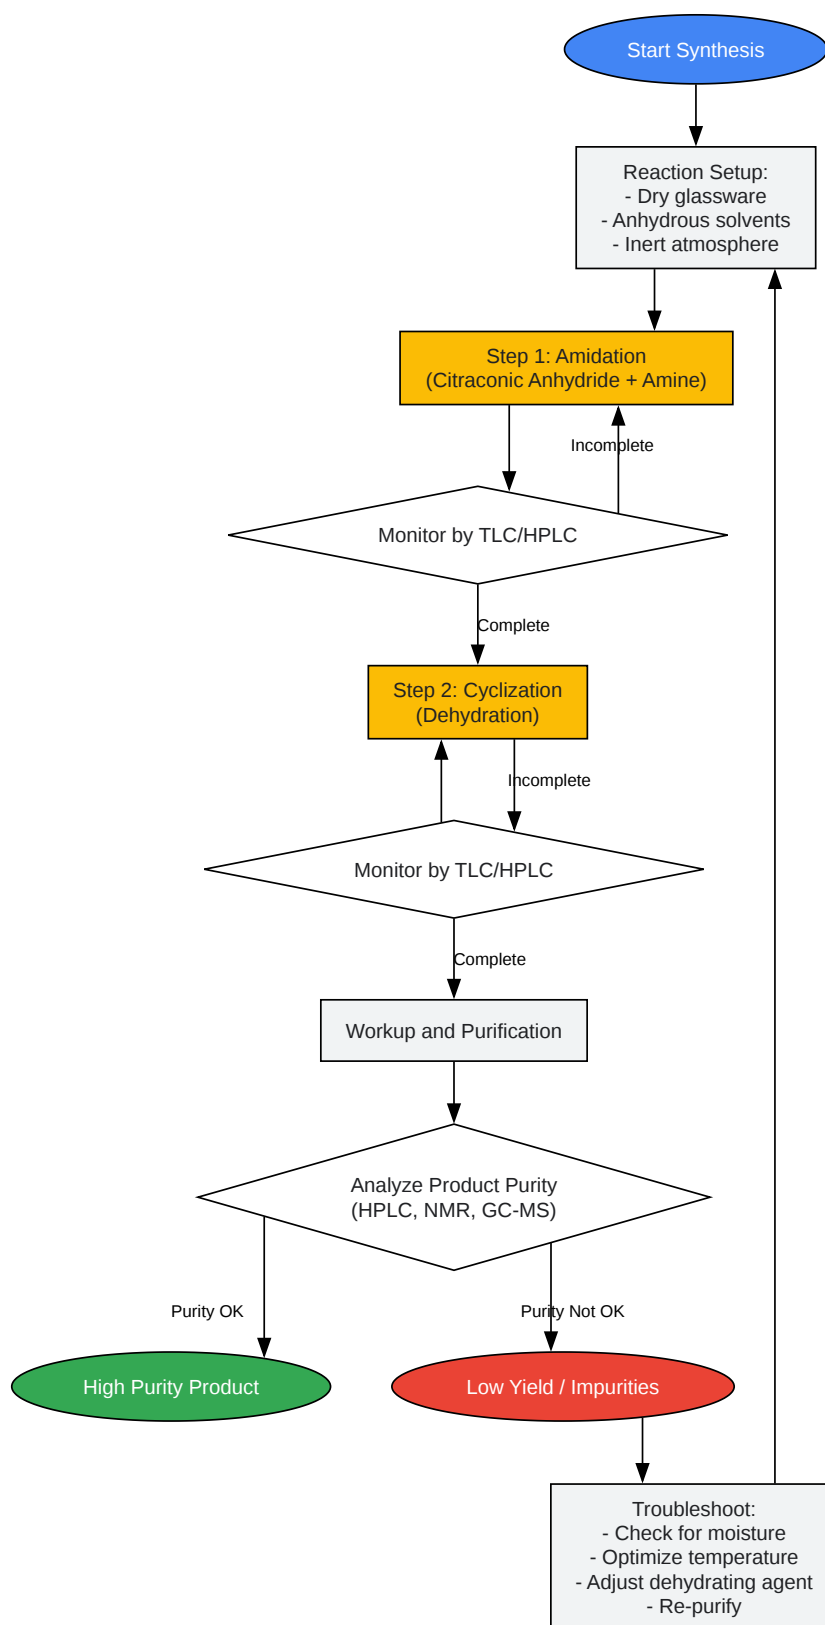 Start Synthesis
Reaction Setup:
- Dry glassware
- Anhydrous solvents
- Inert atmosphere
Step 1: Amidation
(Citraconic Anhydride + Amine)
Incomplete
Monitor by TLC/HPLC
Complete
Step 2: Cyclization
(Dehydration)
Incomplete
Monitor by TLC/HPLC
Complete
Workup and Purification
Analyze Product Purity
(HPLC, NMR, GC-MS)
Purity OK
Purity Not OK
High Purity Product
Low Yield / Impurities
Troubleshoot:
- Check for moisture
- Optimize temperature
- Adjust dehydrating agent
- Re-purify